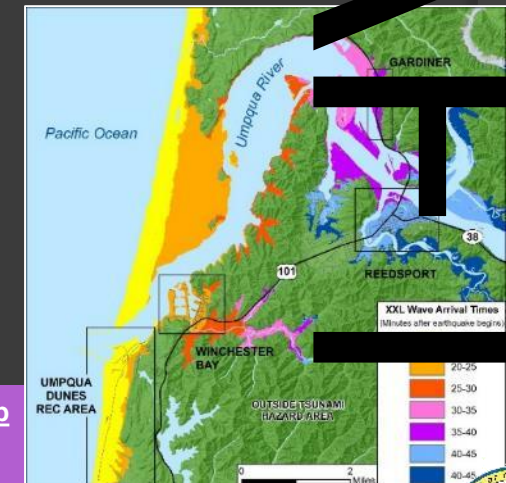 GARDINER
Umpqua River
Pacific Ocean
38
101
REEDSPORT
XXL Wave Arrival Times
(Minutes after earthquake begins)
WINCHESTER
BAY
20-25
25-30
UMPQUA
DUNES
REC AREA
OUTSIDE TSUNAMI
HAZARD AREA
30-35
35-40
40-45
40-45
0
2
Miles